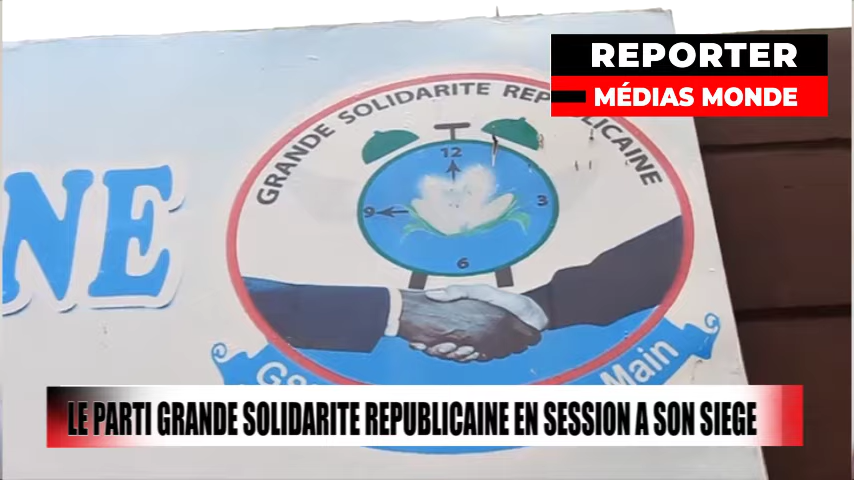 REPORTER
MÉDIAS MONDE
GRANDE SOLIDARITE REPUBLICAINE
NE
12
9
3
6
Main
LE PARTI GRANDE SOLIDARITE REPUBLICAINE EN SESSION A SON SIEGE